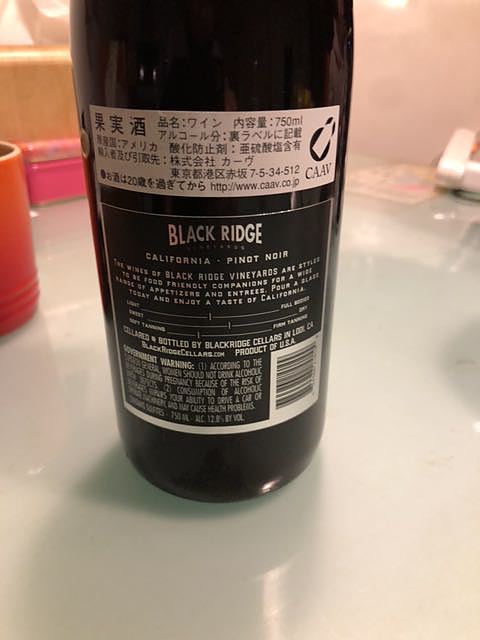 果実酒 品名:ワイン 内容量:750ml
アルコール分:裏ラベルに記載
原産国:アメリカ 酸化防止剤:亜硫酸塩含有
輸入者及び引取先:株式会社 カーヴ
東京都港区赤坂 7-5-34-512
●お酒は20歳を過ぎてから http://www.caav.co.jp
CAAV
BLACK RIDGE
VINEYARDS
CALIFORNIA · PINOT NOIR
THE WINES OF BLACK RIDGE VINEYARDS ARE STYLED
TO BE FOOD FRIENDLY COMPANIONS FOR A WIDE
RANGE OF APPETIZERS AND ENTREES. POUR A GLASS
TODAY AND ENJOY A TASTE OF CALIFORNIA.
LIGHT FULL BODIED
SWEET DRY
SOFT TANNINS FIRM TANNINS
CELLARED & BOTTLED BY BLACKRIDGE CELLARS IN LODI, CA
BLACKRIDGECELLARS.COM PRODUCT OF U.S.A.
GOVERNMENT WARNING: (1) ACCORDING TO THE
GENERAL, WOMEN SHOULD NOT DRINK ALCOHOLIC
DURING PREGNANCY BECAUSE OF THE RISK OF
DEFECTS. (2) CONSUMPTION OF ALCOHOLIC
IMPAIRS YOUR ABILITY TO DRIVE A CAR OR
MACHINERY, AND MAY CAUSE HEALTH PROBLEMS.
SULFITES · 750 ML · ALC. 12.8% BY VOL.